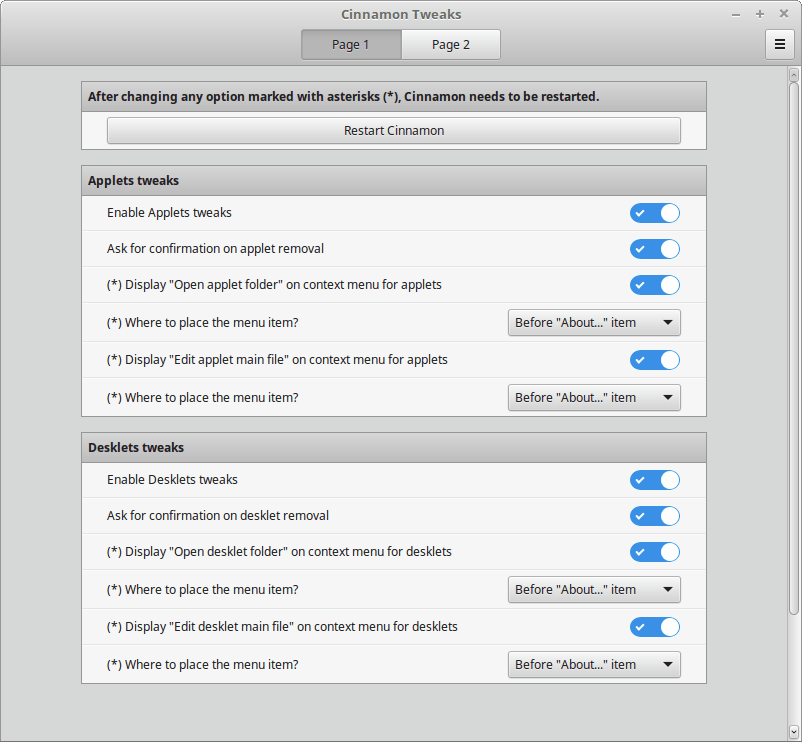 Cinnamon Tweaks
Page 1
Page 2
After changing any option marked with asterisks (*), Cinnamon needs to be restarted.
Restart Cinnamon
Applets tweaks
Enable Applets tweaks
Ask for confirmation on applet removal
(*) Display "Open applet folder" on context menu for applets
(*) Where to place the menu item?
Before "About..." item
(*) Display "Edit applet main file" on context menu for applets
(*) Where to place the menu item?
Before "About..." item
Desklets tweaks
Enable Desklets tweaks
Ask for confirmation on desklet removal
(*) Display "Open desklet folder" on context menu for desklets
(*) Where to place the menu item?
Before "About..." item
(*) Display "Edit desklet main file" on context menu for desklets
(*) Where to place the menu item?
Before "About..." item